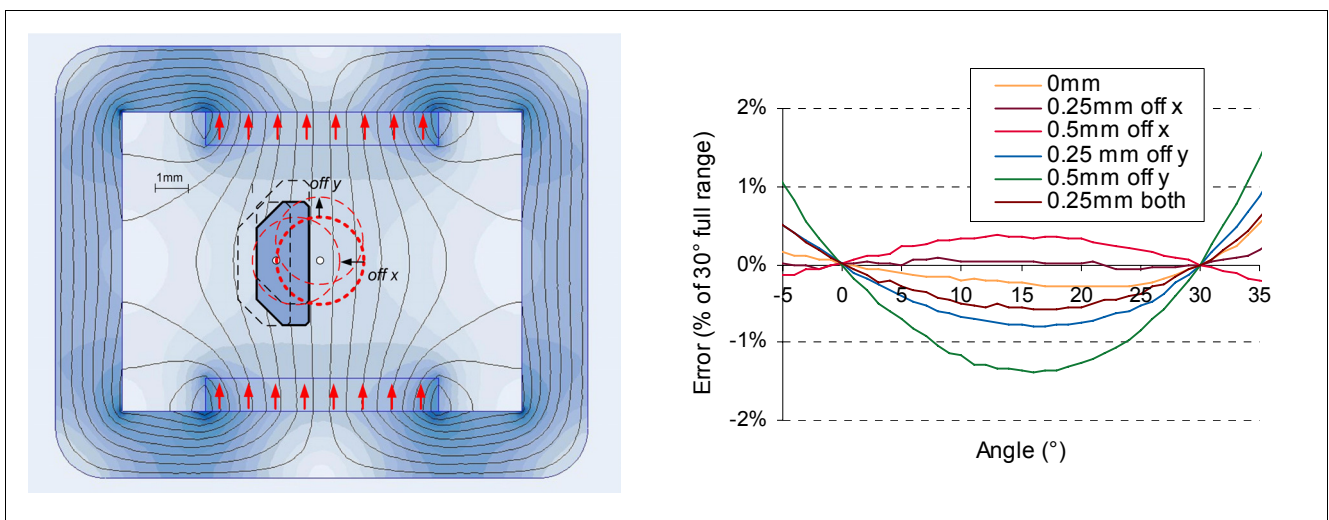 1mm
off y
off x
0mm
0.25mm off x
0.5mm off x
0.25 mm off y
0.5mm off y
0.25mm both
2%
1%
0%
-1%
-2%
-5 0 5 10 15 20 25 30 35
Error (% of 30° full range)
Angle (°)